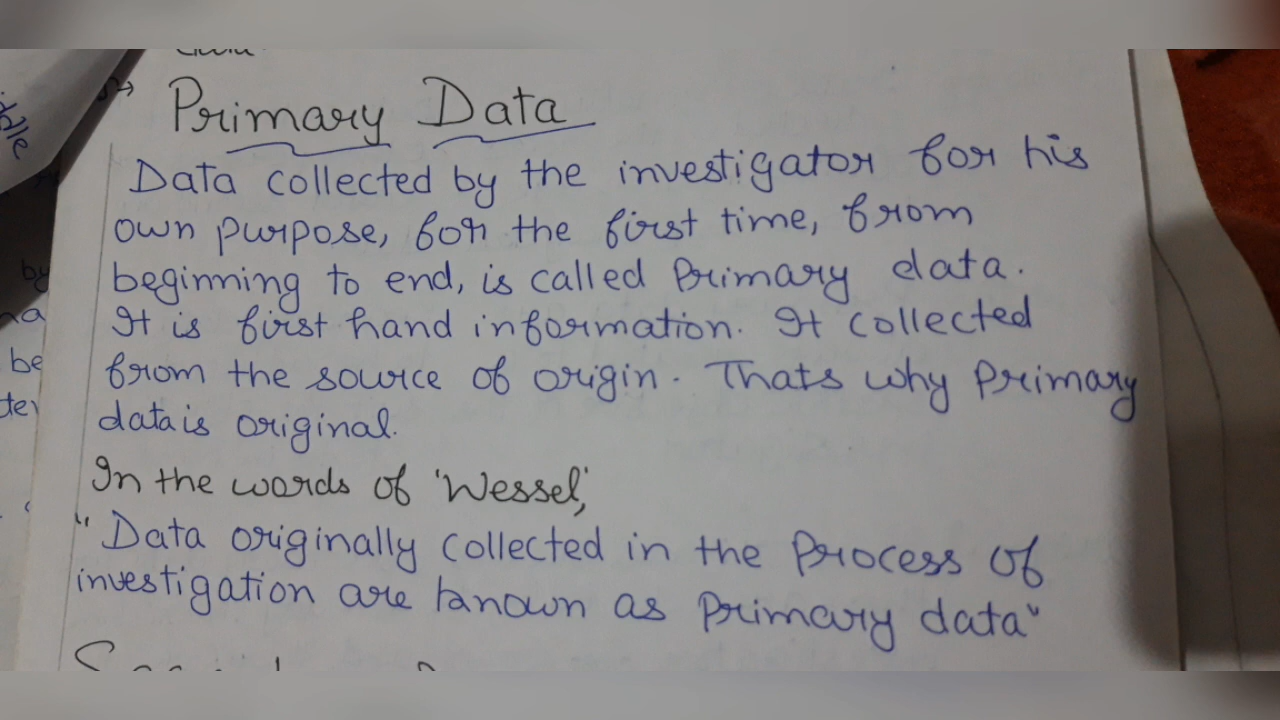 Primary Data
Data collected by the investigator for his
own purpose, for the first time, from
beginning to end, is called Primary data.
It is first hand information. It collected
from the source of origin. Thats why Primary
data is original.
In the words of 'Wessel,'
"Data originally collected in the Process of
investigation are known as Primary data"
by
be